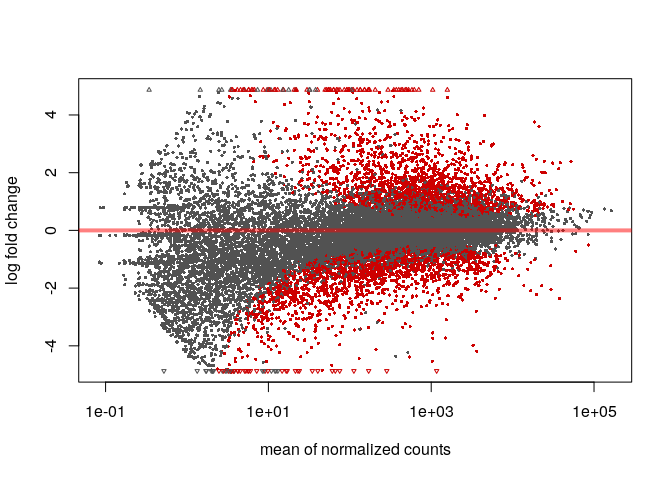 4
2
0
-2
-4
log fold change
1e-01
1e+01
1e+03
1e+05
mean of normalized counts